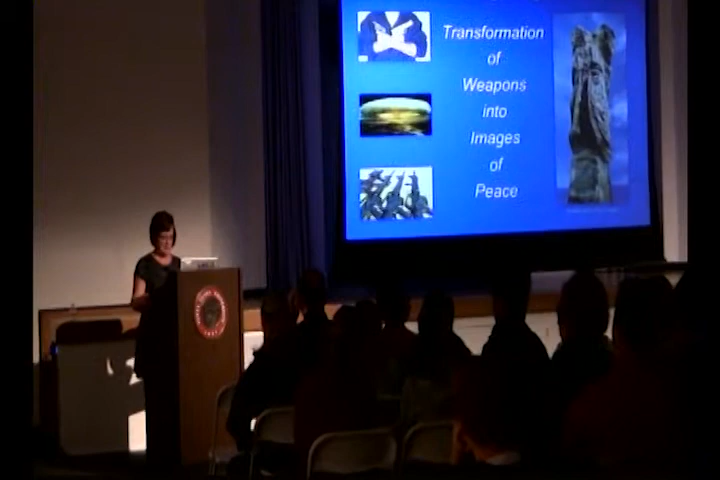 Transformation
of
Weapons
into
Images
of
Peace